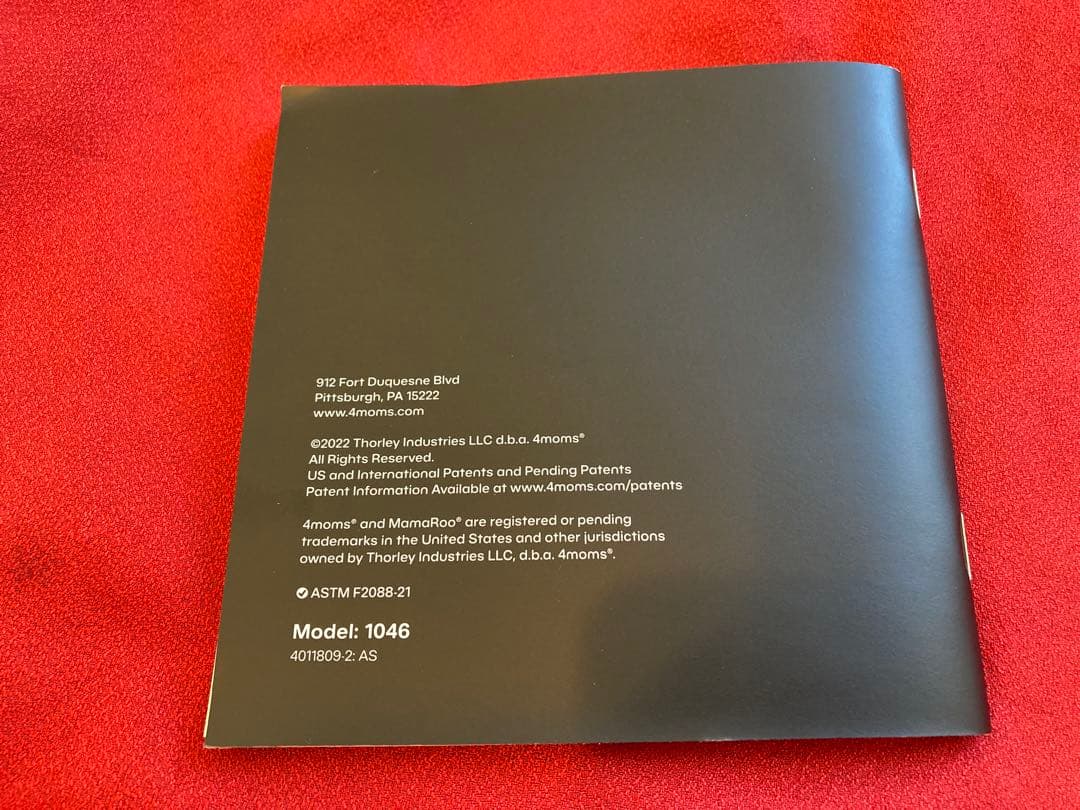 912 Fort Duquesne Blvd
Pittsburgh, PA 15222
www.4moms.com
©2022 Thorley Industries LLC d.b.a. 4moms®
All Rights Reserved.
US and International Patents and Pending Patents
Patent Information Available at www.4moms.com/patents
4moms® and MamaRoo® are registered or pending
trademarks in the United States and other jurisdictions
owned by Thorley Industries LLC, d.b.a. 4moms®.
ASTM F2088-21
Model: 1046
4011809-2: AS